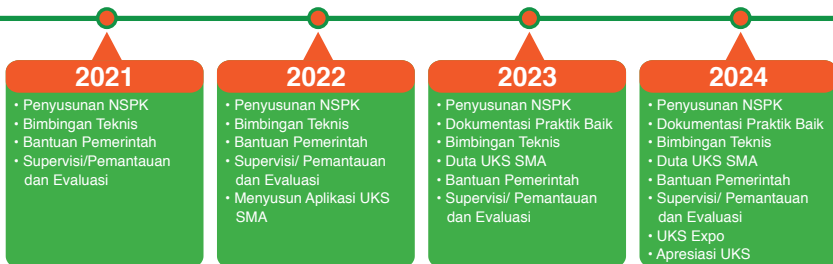 2021
• Penyusunan NSPK
• Bimbingan Teknis
• Bantuan Pemerintah
• Supervisi/Pemantauan
dan Evaluasi
2022
• Penyusunan NSPK
• Bimbingan Teknis
• Bantuan Pemerintah
• Supervisi/ Pemantauan
dan Evaluasi
• Menyusun Aplikasi UKS
SMA
2023
• Penyusunan NSPK
• Dokumentasi Praktik Baik
• Bimbingan Teknis
• Duta UKS SMA
• Bantuan Pemerintah
• Supervisi/ Pemantauan
dan Evaluasi
2024
• Penyusunan NSPK
• Dokumentasi Praktik Baik
• Bimbingan Teknis
• Duta UKS SMA
• Bantuan Pemerintah
• Supervisi/ Pemantauan
dan Evaluasi
• UKS Expo
• Apresiasi UKS